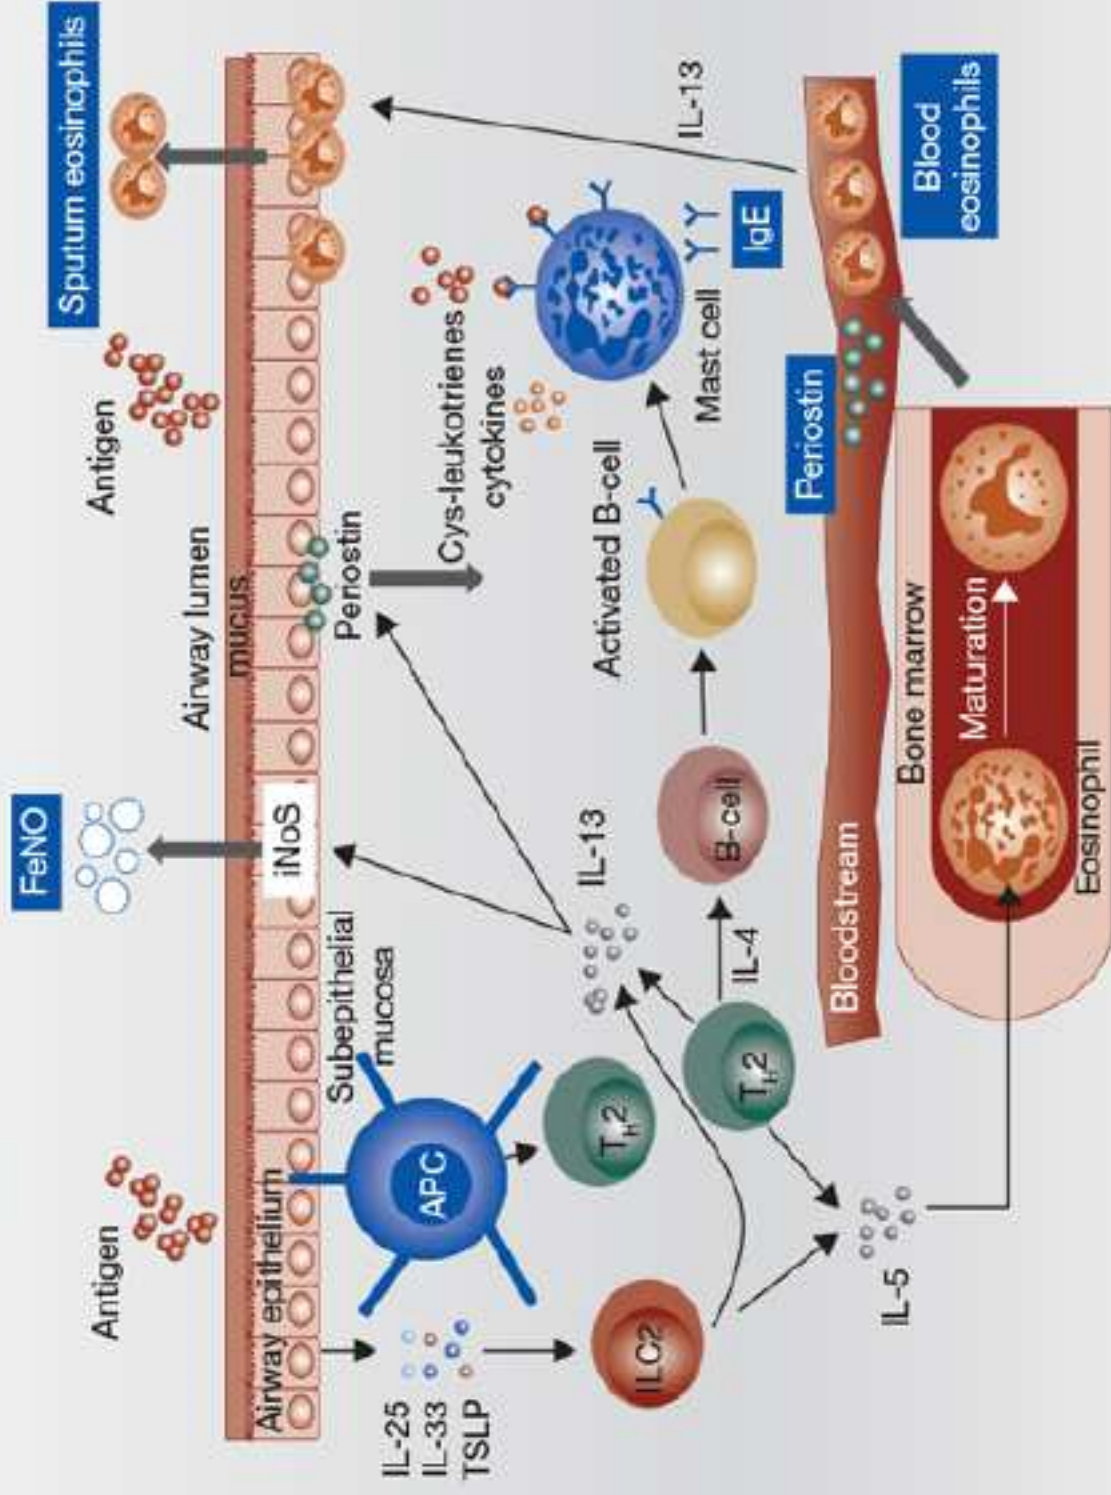 FeNO
Sputum eosinophils
Antigen
Antigen
Airway lumen
mucus
Airway epithelium
iNoS
Subepithelial
mucosa
Periostin
IL-25
IL-33
TSLP
APC
Cys-leukotrienes
cytokines
IL-13
TH2
IL-13
Activated B-cell
ILC2
TH2
IL-4
B-cell
Mast cell
IgE
Periostin
Blood
eosinophils
IL-5
Bloodstream
Bone marrow
Maturation
Eosinophil